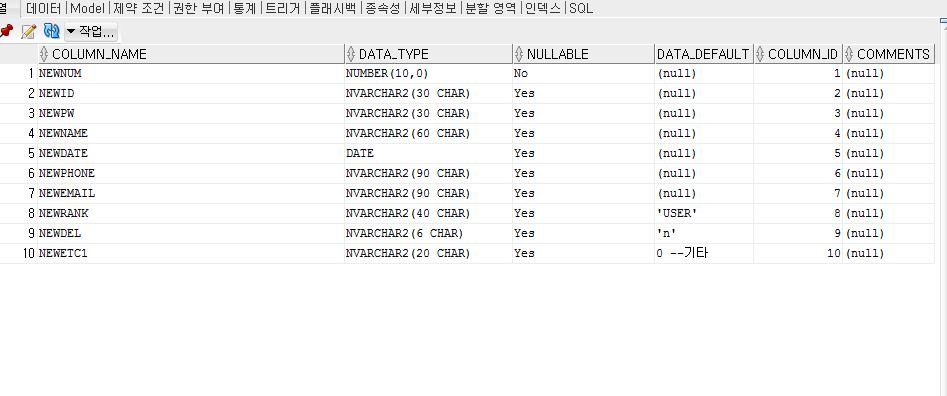 열 데이터 | Model | 제약 조건 | 권한 부여 | 통계 | 트리거 | 플래시백 | 종속성 | 세부정보 | 분할 영역 | 인덱스 | SQL
작업...
COLUMN_NAME DATA_TYPE NULLABLE DATA_DEFAULT COLUMN_ID COMMENTS
1 NEWNUM NUMBER(10,0) No (null) 1 (null)
2 NEWID NVARCHAR2(30 CHAR) Yes (null) 2 (null)
3 NEWPW NVARCHAR2(30 CHAR) Yes (null) 3 (null)
4 NEWNAME NVARCHAR2(60 CHAR) Yes (null) 4 (null)
5 NEWDATE DATE Yes (null) 5 (null)
6 NEWPHONE NVARCHAR2(90 CHAR) Yes (null) 6 (null)
7 NEWEMAIL NVARCHAR2(90 CHAR) Yes (null) 7 (null)
8 NEWRANK NVARCHAR2(40 CHAR) Yes 'USER' 8 (null)
9 NEWDEL NVARCHAR2(6 CHAR) Yes 'n' 9 (null)
10 NEWETC1 NVARCHAR2(20 CHAR) Yes 0 --기타 10 (null)